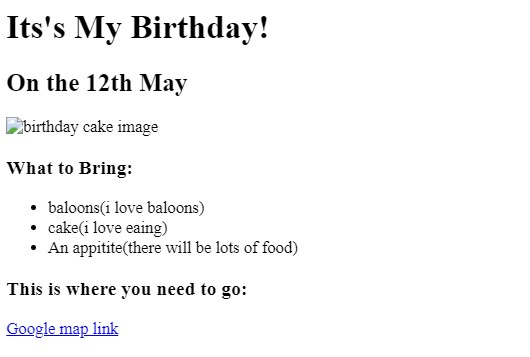 Its's My Birthday!
On the 12th May
birthday cake image
What to Bring:
baloons(i love baloons)
cake(i love eaing)
An appitite(there will be lots of food)
This is where you need to go:
Google map link